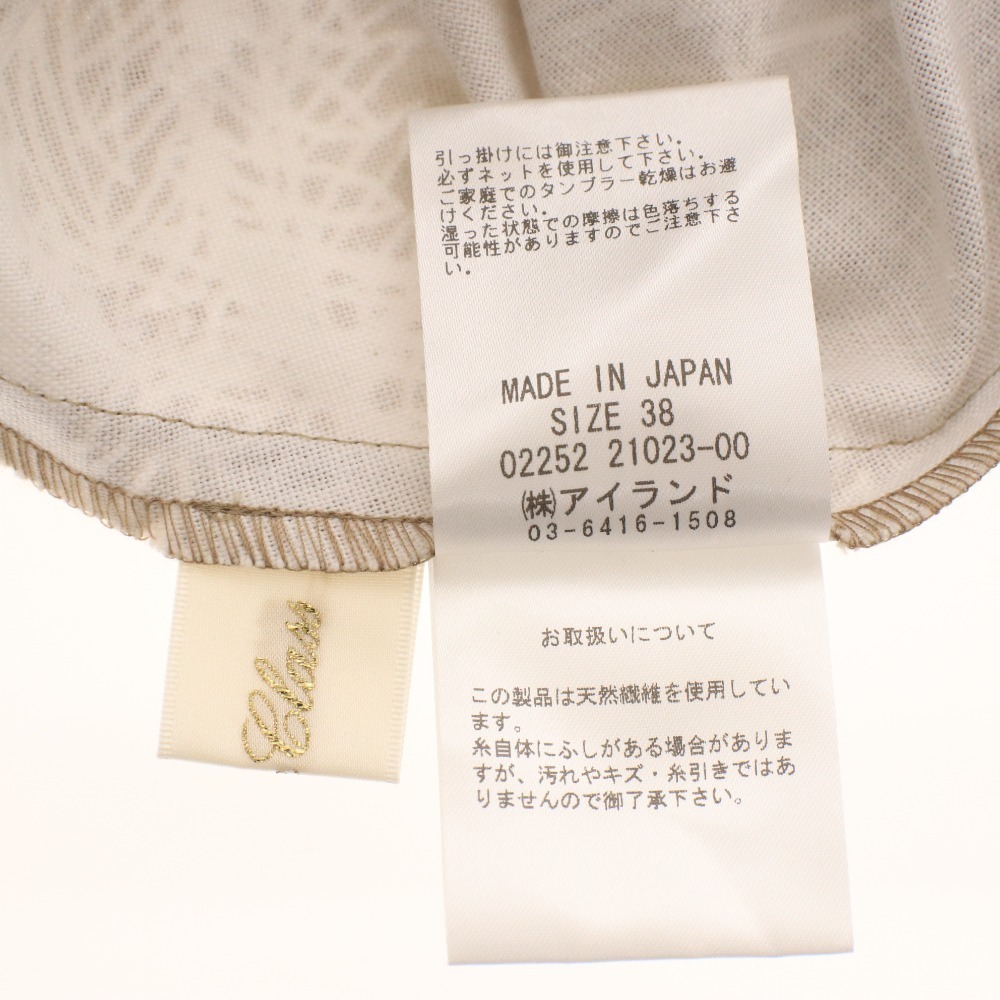 引っ掛けには御注意下さい。
必ずネットを使用して下さい。
ご家庭でのタンブラー乾燥はお避
けください。
湿った状態での摩擦は色落ちする
可能性がありますのでご注意下さ
い。
MADE IN JAPAN
SIZE 38
02252 21023-00
㈱アイランド
03-6416-1508
Class
お取扱いについて
この製品は天然繊維を使用してい
ます。
糸自体にふしがある場合がありま
すが、汚れやキズ・糸引きではあ
りませんので御了承下さい。